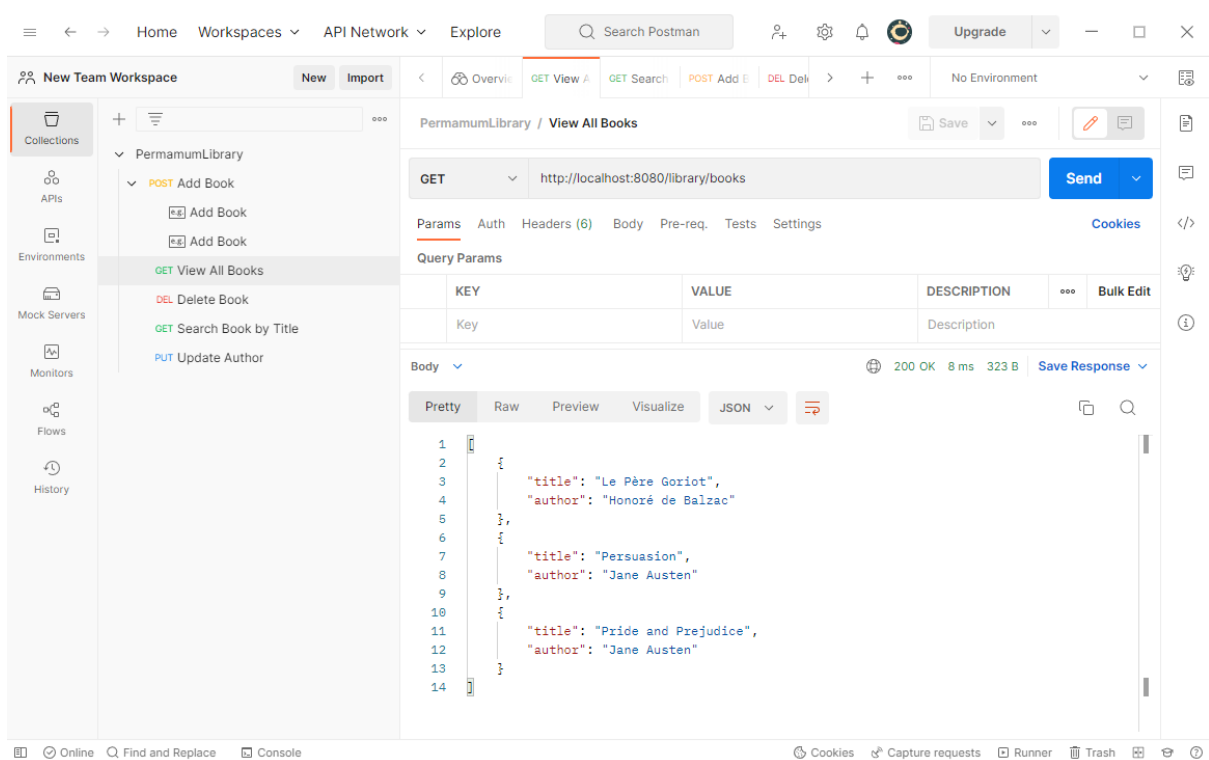 Home Workspaces API Network Explore Search Postman Upgrade
New Team Workspace New Import
Overvie GET View A GET Search POST Add B DEL Del No Environment
Collections
APIs
Environments
Mock Servers
Monitors
Flows
History
PermamumLibrary
POST Add Book
e.g. Add Book
e.g. Add Book
GET View All Books
DEL Delete Book
GET Search Book by Title
PUT Update Author
PermamumLibrary / View All Books Save
GET http://localhost:8080/library/books Send
Params Auth Headers (6) Body Pre-req. Tests Settings Cookies
Query Params
KEY VALUE DESCRIPTION Bulk Edit
Key Value Description
Body 200 OK 8 ms 323 B Save Response
Pretty Raw Preview Visualize JSON
1 [
2 {
3 "title": "Le Père Goriot",
4 "author": "Honoré de Balzac"
5 },
6 {
7 "title": "Persuasion",
8 "author": "Jane Austen"
9 },
10 {
11 "title": "Pride and Prejudice",
12 "author": "Jane Austen"
13 }
14 ]
Online Find and Replace Console Cookies Capture requests Runner Trash